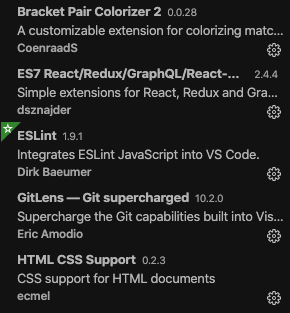 Bracket Pair Colorizer 2 0.0.28
A customizable extension for colorizing matc...
CoenraadS
ES7 React/Redux/GraphQL/React-... 2.4.4
Simple extensions for React, Redux and Gra...
dsznajder
ESLint 1.9.1
Integrates ESLint JavaScript into VS Code.
Dirk Baeumer
GitLens — Git supercharged 10.2.0
Supercharge the Git capabilities built into Vis...
Eric Amodio
HTML CSS Support 0.2.3
CSS support for HTML documents
ecmel